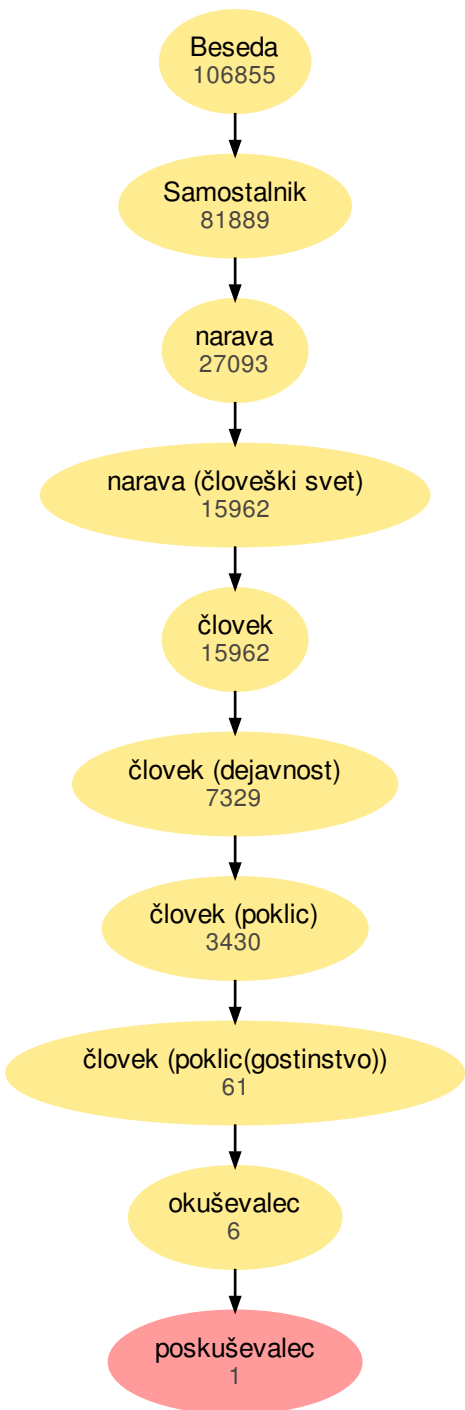 Beseda
106855
Samostalnik
81889
narava
27093
narava (človeški svet)
15962
človek
15962
človek (dejavnost)
7329
človek (poklic)
3430
človek (poklic(gostinstvo))
61
okuševalec
6
poskuševalec
1